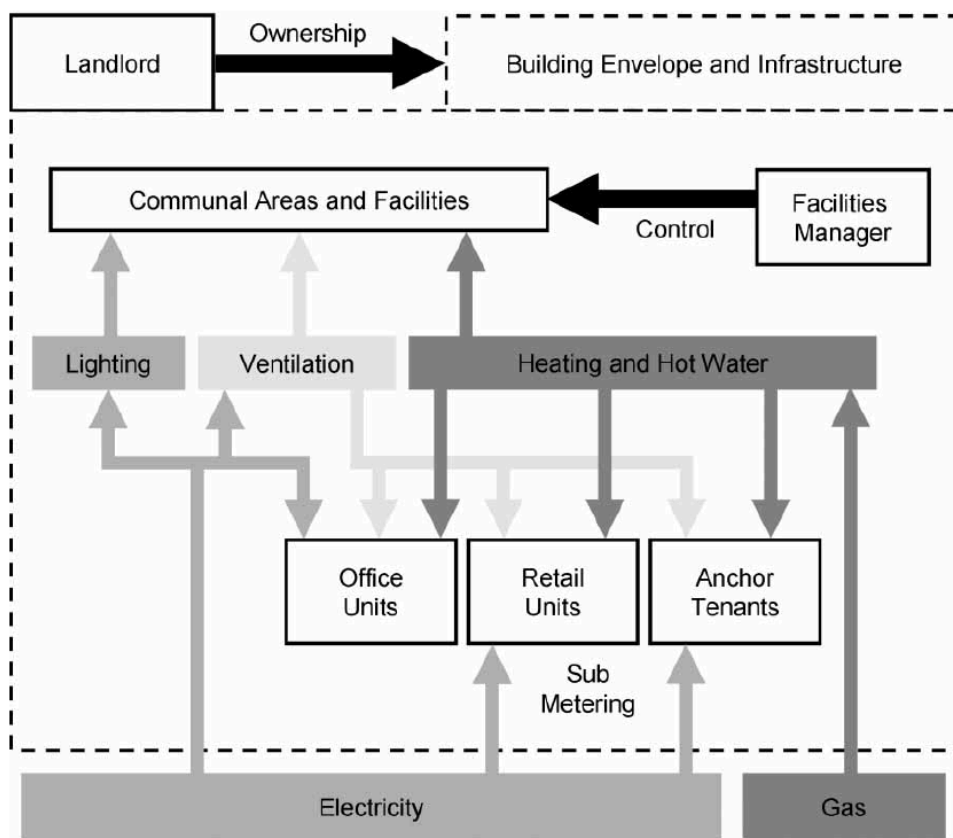 Ownership
Landlord
Building Envelope and Infrastructure
Communal Areas and Facilities
Facilities
Manager
Control
Lighting
Ventilation
Heating and Hot Water
Office
Units
Retail
Units
Anchor
Tenants
Sub
Metering
Electricity
Gas